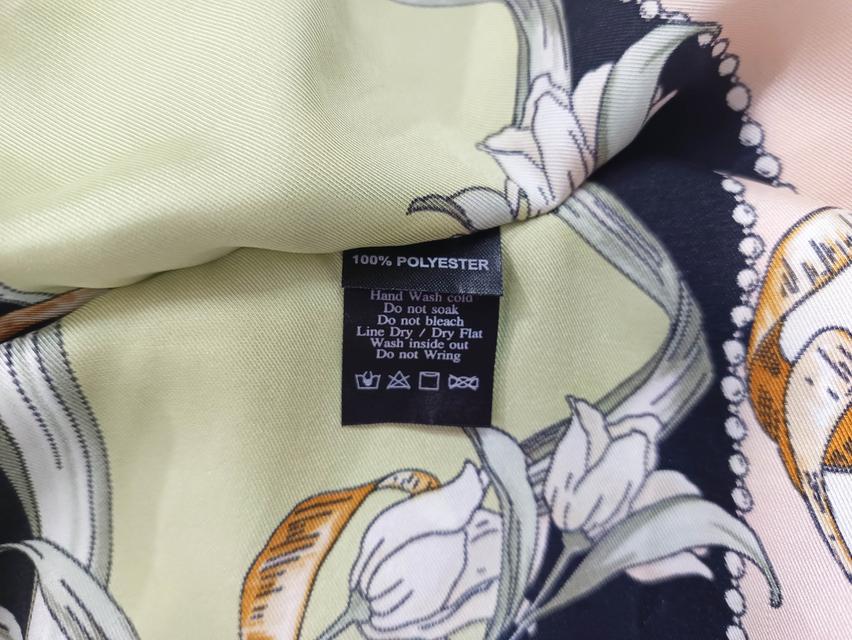 100% POLYESTER
Hand Wash cold
Do not soak
Do not bleach
Line Dry / Dry Flat
Wash inside out
Do not Wring